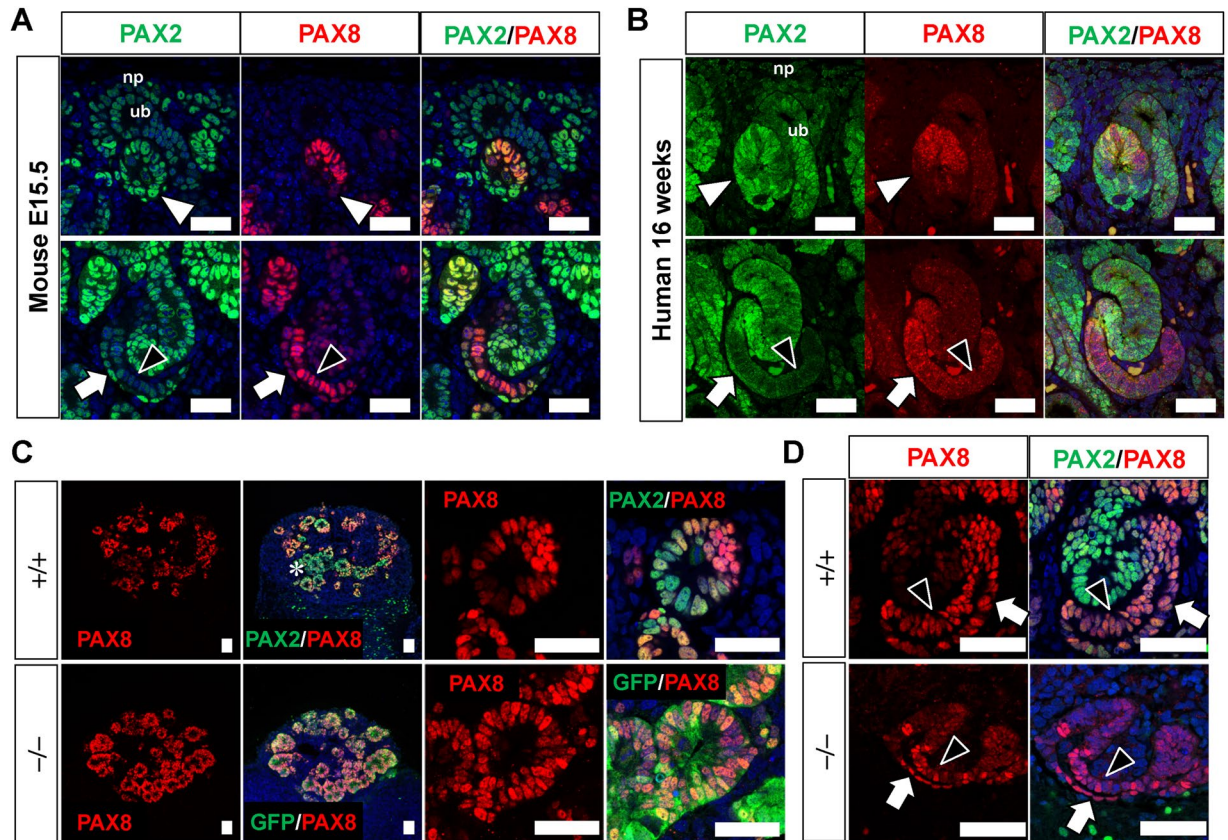 A
PAX2
PAX8
PAX2/PAX8
Mouse E15.5
np
ub
B
PAX2
PAX8
PAX2/PAX8
Human 16 weeks
np
ub
C
+/+
PAX8
*
PAX2/PAX8
PAX8
PAX2/PAX8
−/−
PAX8
GFP/PAX8
PAX8
GFP/PAX8
D
PAX8
PAX2/PAX8
+/+
−/−